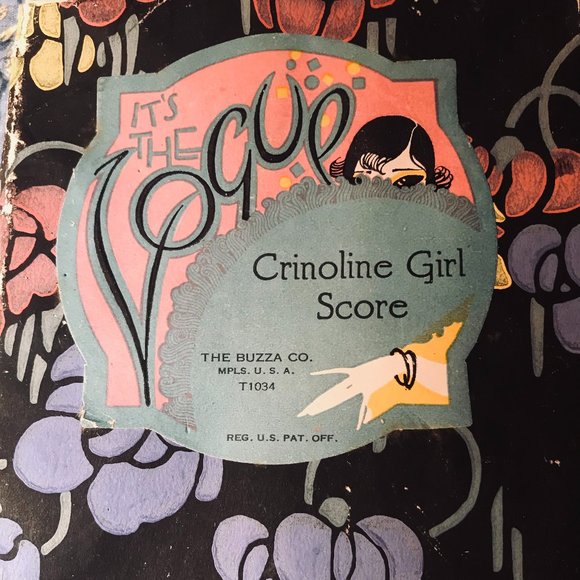 IT'S
THE
VOGUE
Crinoline Girl
Score
THE BUZZA CO.
MPLS. U. S. A.
T1034
REG. U.S. PAT. OFF.